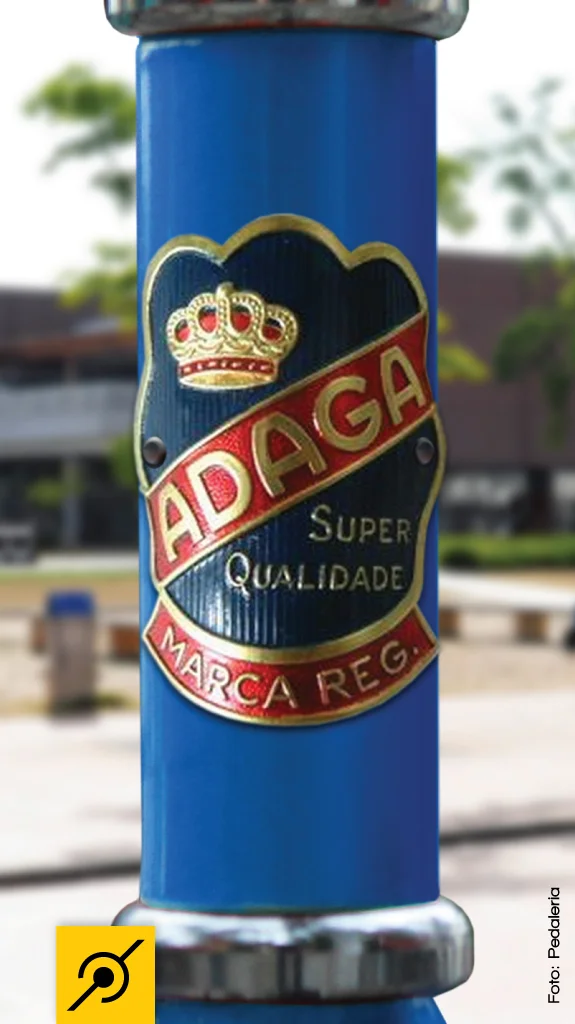 ADAGA
SUPER
QUALIDADE
MARCA REG.
Foto: Pedaleria